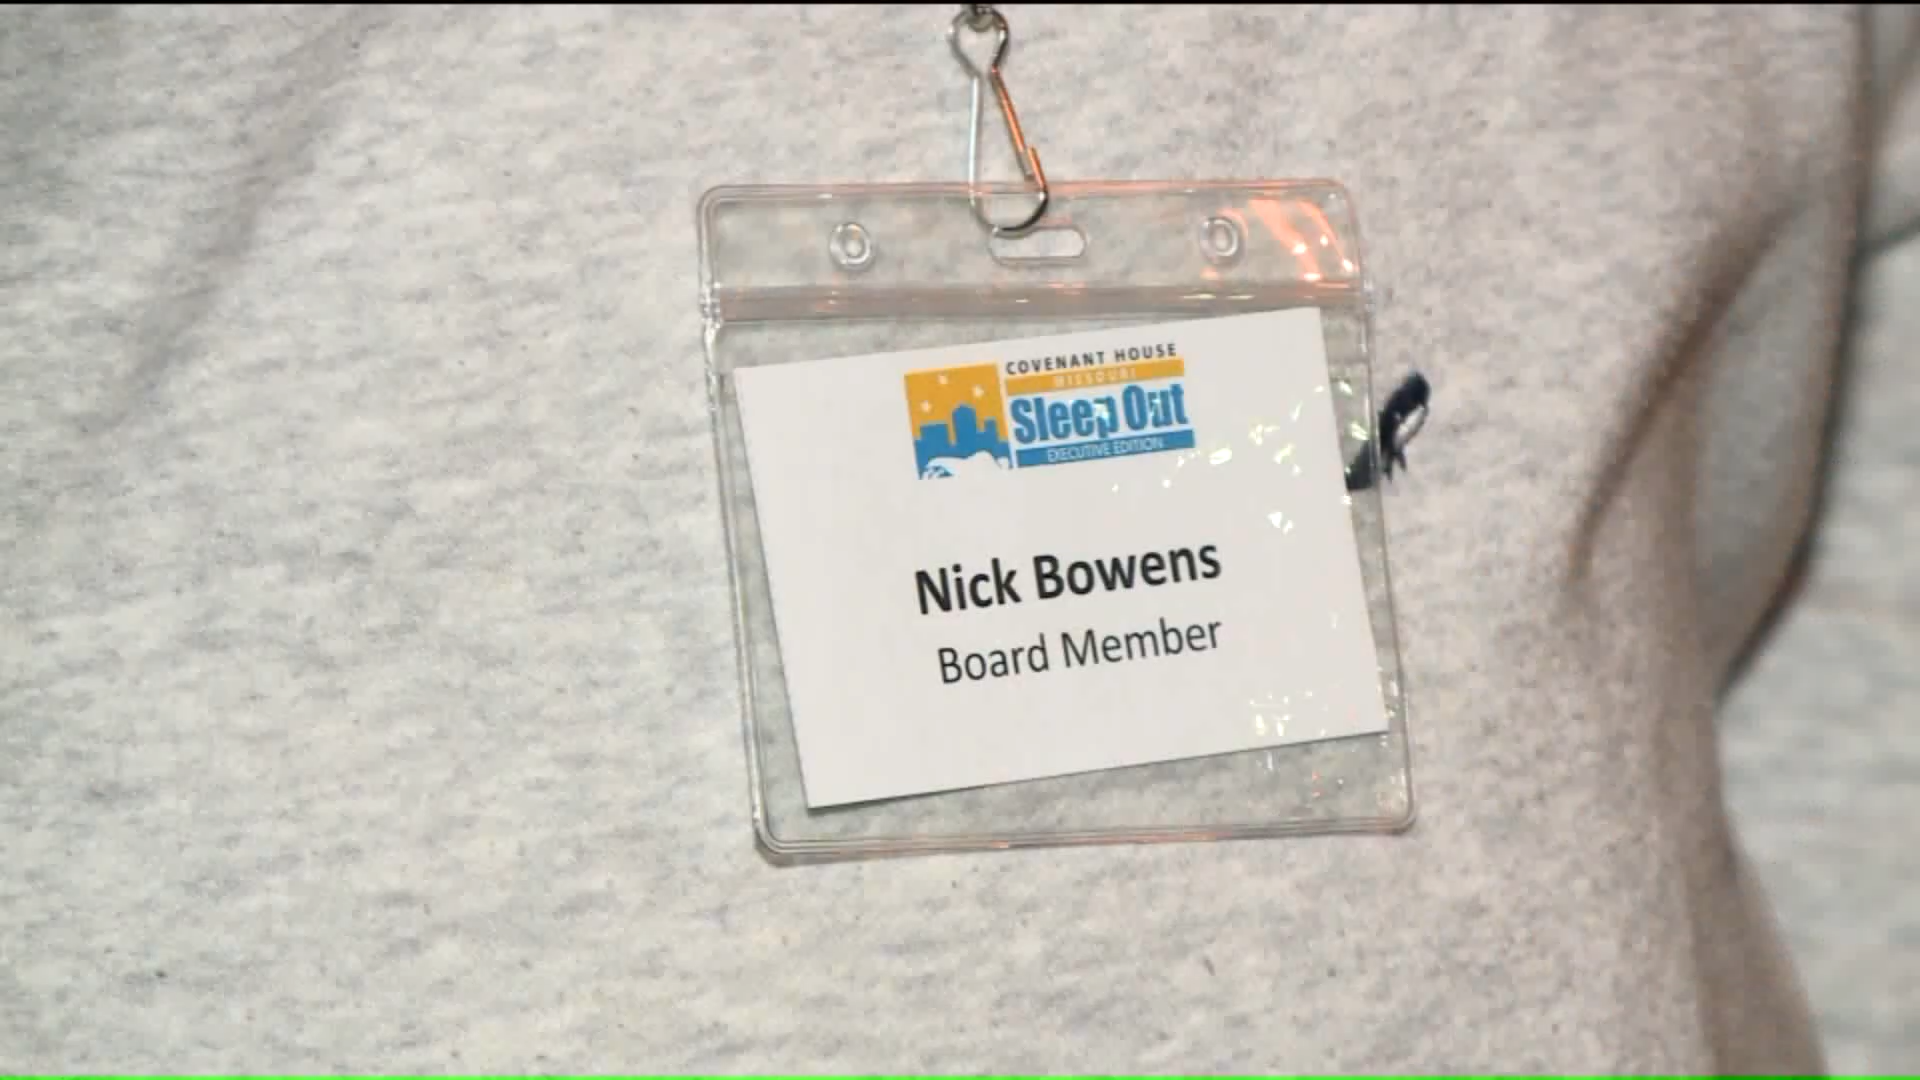 COVENANT HOUSE
MISSOURI
Sleep Out
EXECUTIVE EDITION
Nick Bowens
Board Member